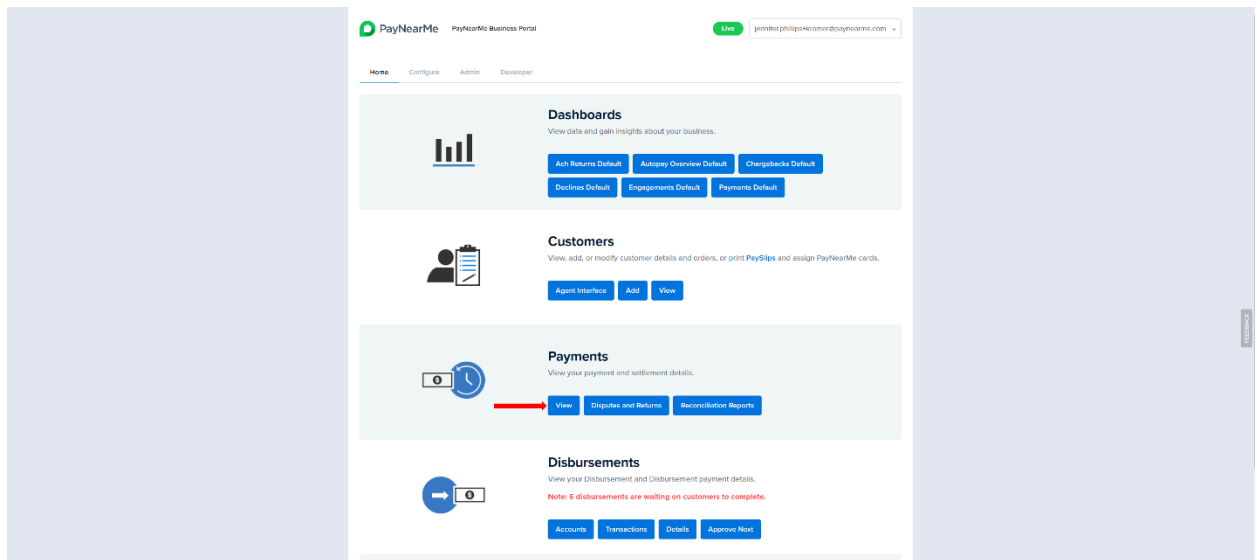 PayNearMe PayNearMe Business Portal Live jennifer.phillips+kramer@paynearme.com
Home Configure Admin Developer
Dashboards
View data and gain insights about your business.
Ach Returns Default Autopay Overview Default Chargebacks Default
Declines Default Engagements Default Payments Default
Customers
View, add, or modify customer details and orders, or print PaySlips and assign PayNearMe cards.
Agent Interface Add View
FEEDBACK
Payments
View your payment and settlement details.
View Disputes and Returns Reconciliation Reports
Disbursements
View your Disbursement and Disbursement payment details.
Note: 6 disbursements are waiting on customers to complete.
Accounts Transactions Details Approve Next